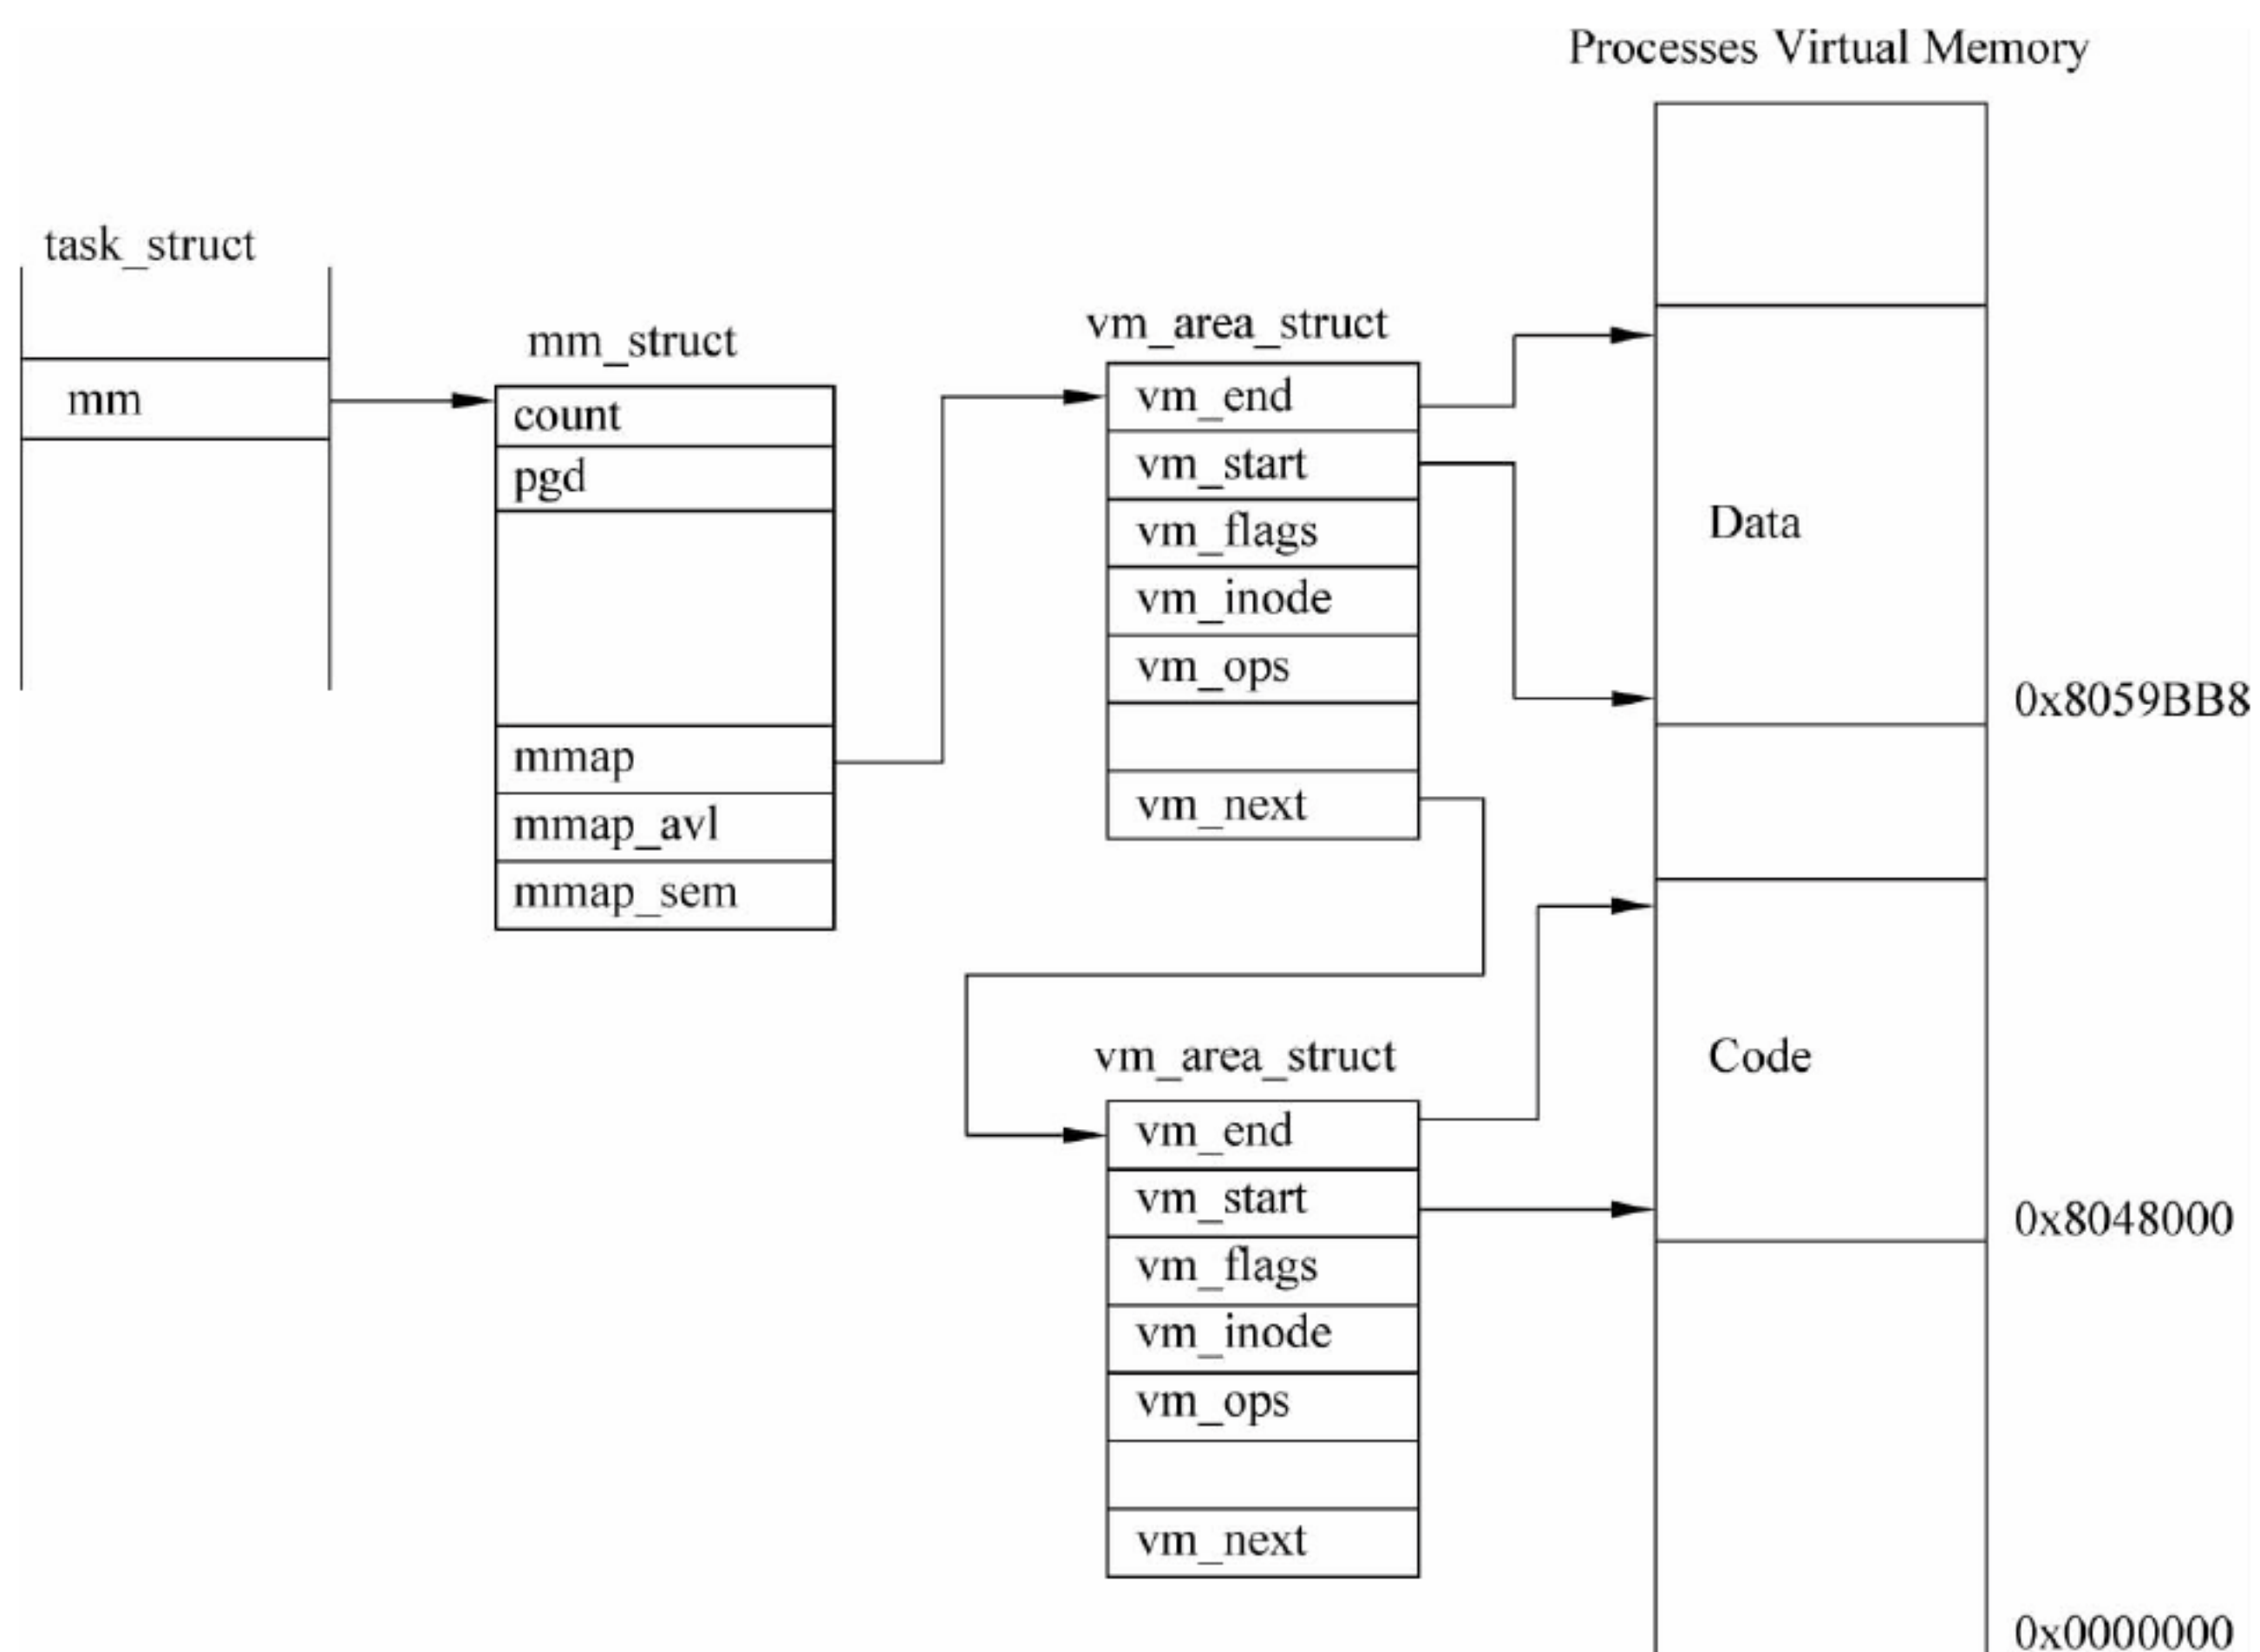 Processes Virtual Memory
task_struct
mm
mm_struct
count
pgd
mmap
mmap_avl
mmap_sem
vm_area_struct
vm_end
vm_start
vm_flags
vm_inode
vm_ops
vm_next
vm_area_struct
vm_end
vm_start
vm_flags
vm_inode
vm_ops
vm_next
Data
0x8059BB8
Code
0x8048000
0x0000000